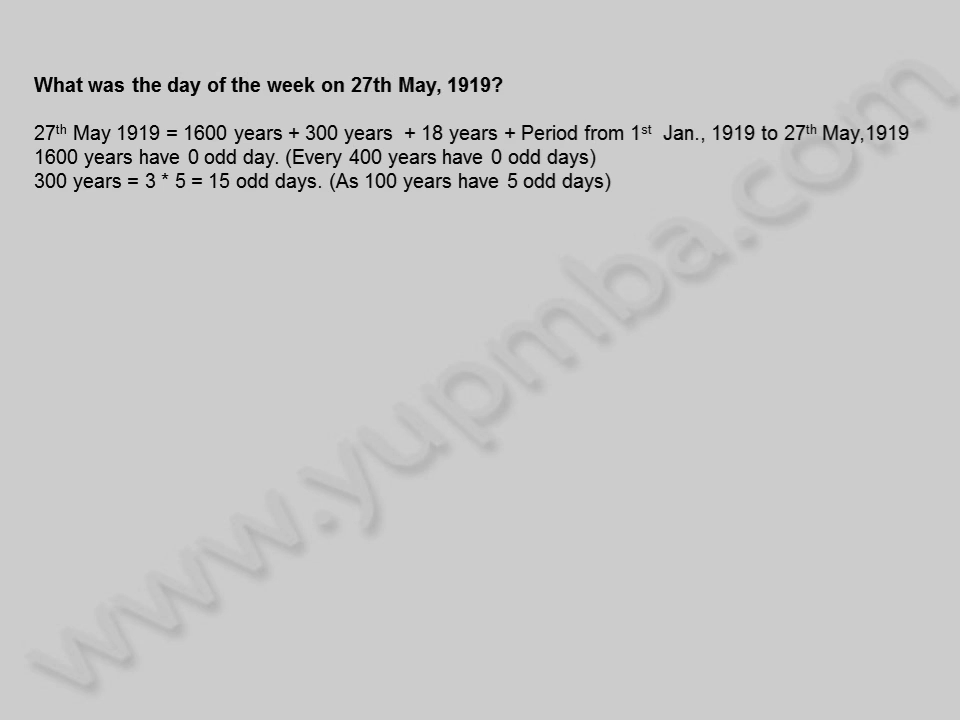 What was the day of the week on 27th May, 1919?
27th May 1919 = 1600 years + 300 years + 18 years + Period from 1st Jan., 1919 to 27th May,1919
1600 years have 0 odd day. (Every 400 years have 0 odd days)
300 years = 3 * 5 = 15 odd days. (As 100 years have 5 odd days)
www.yupmba.com